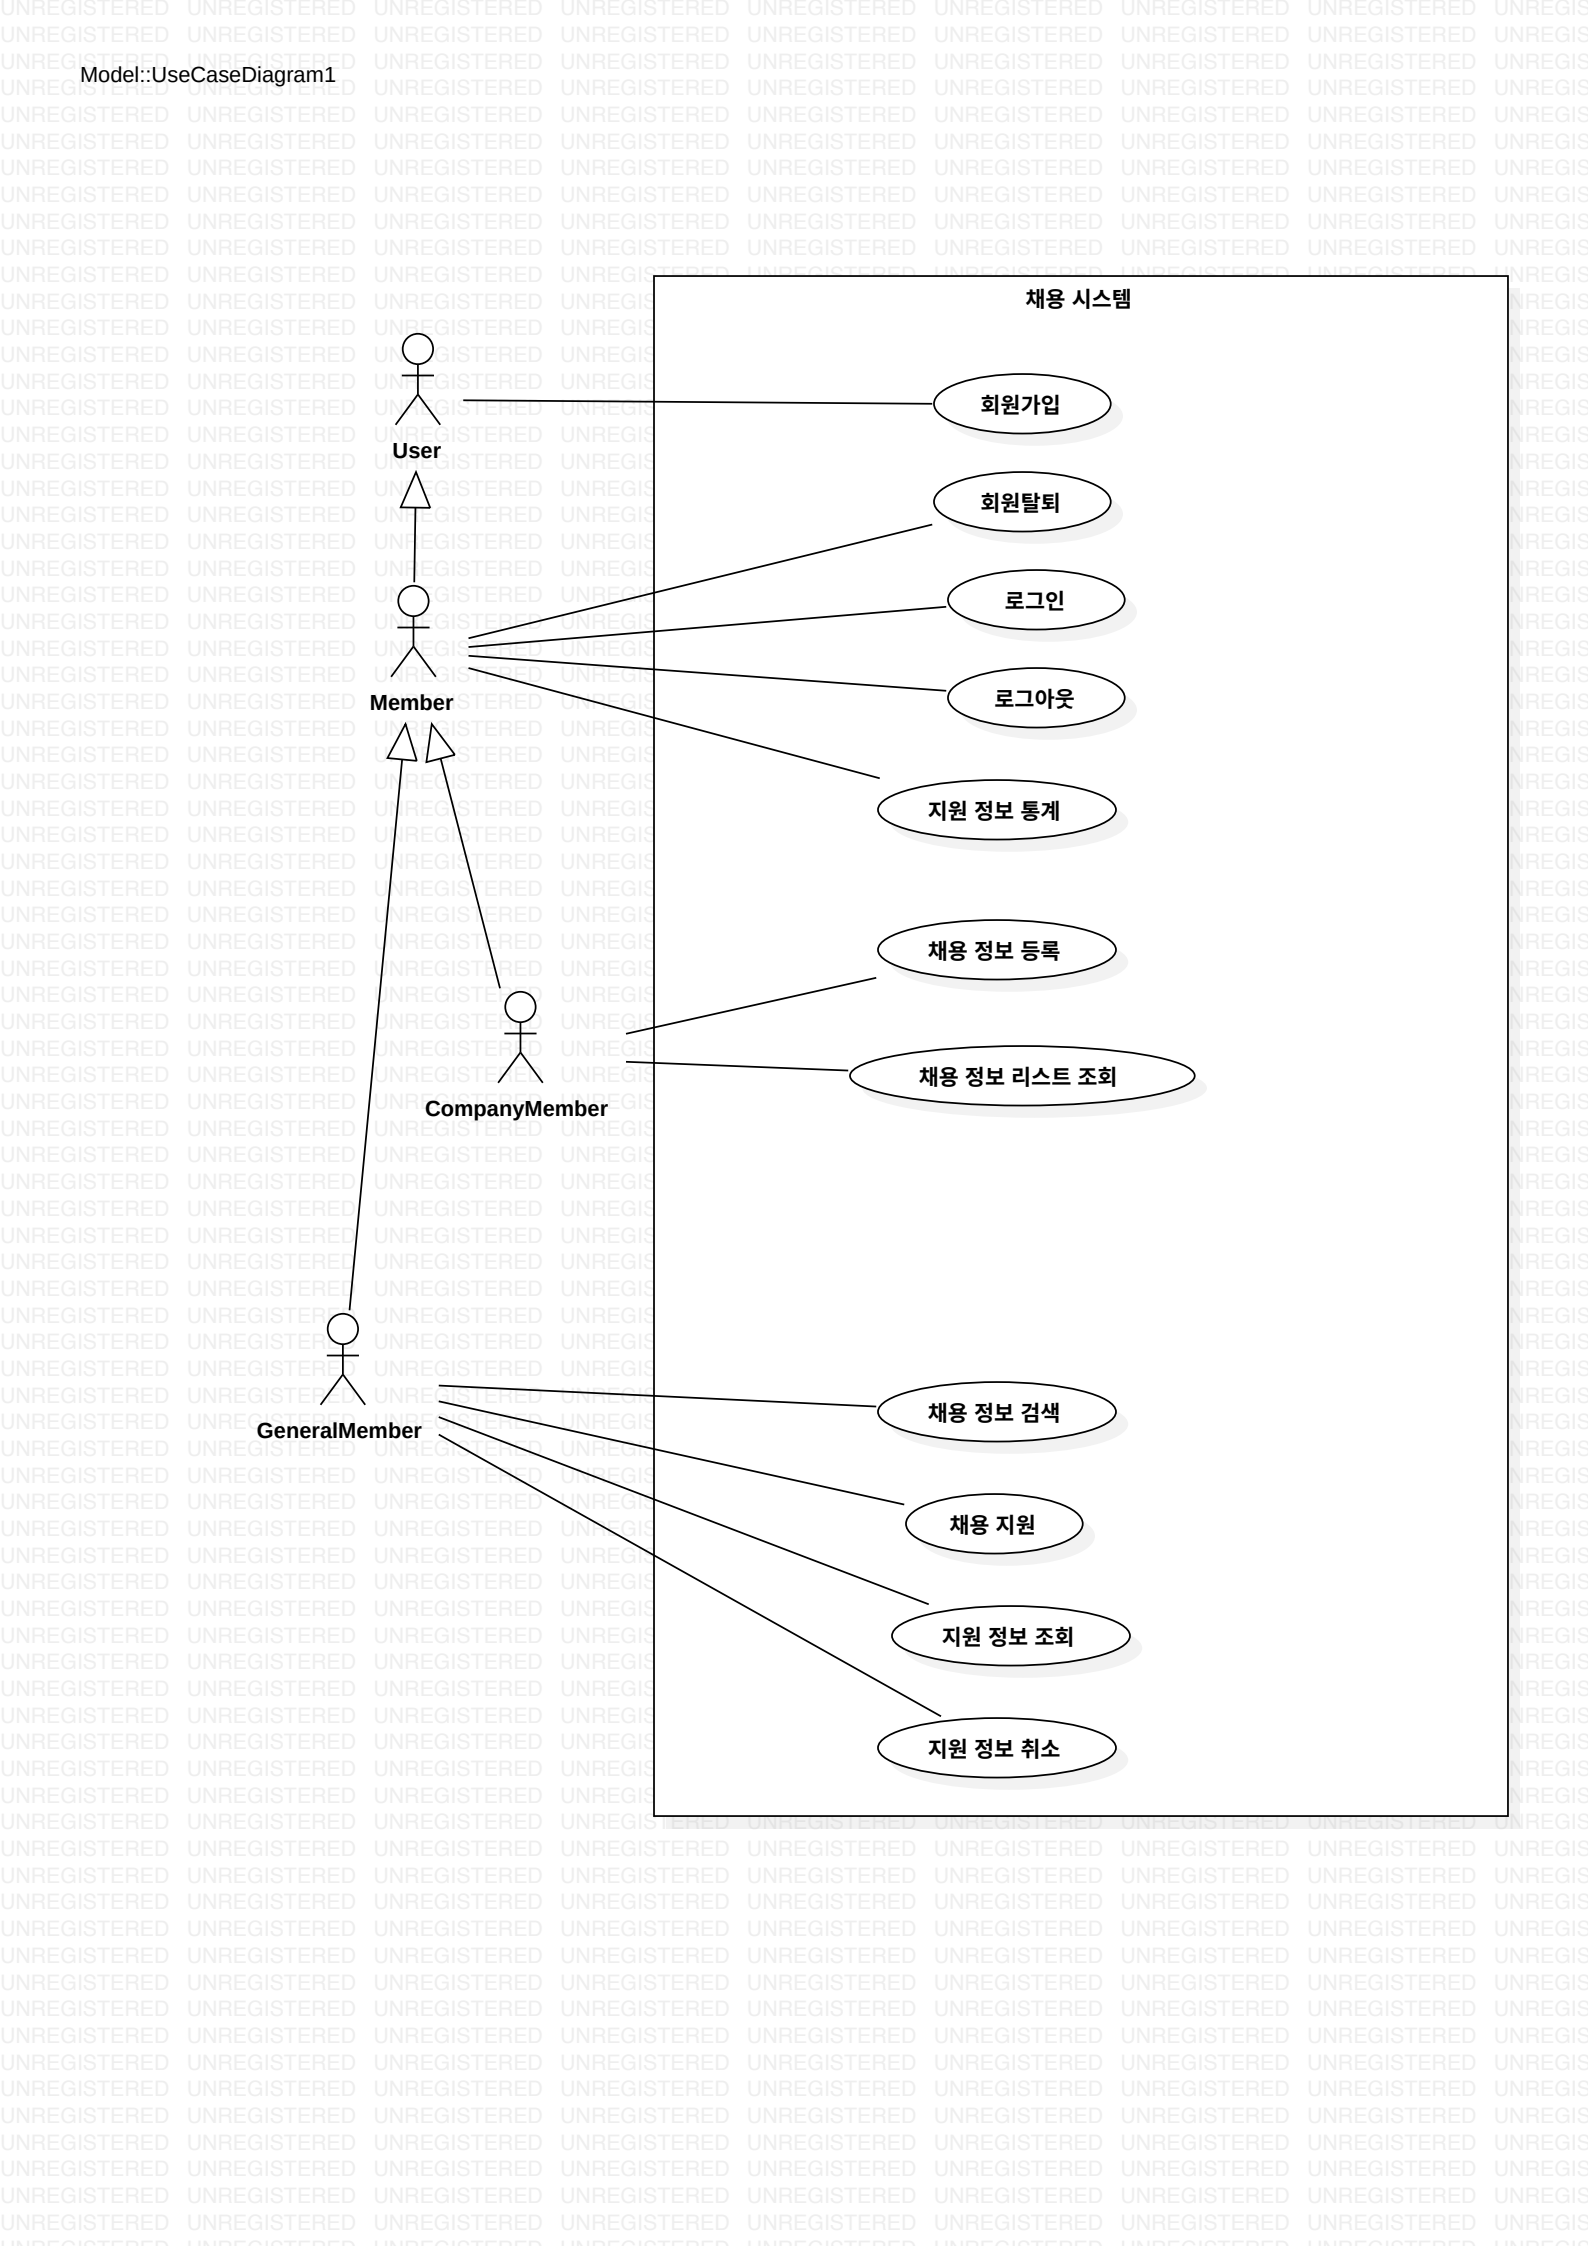 Model::UseCaseDiagram1
채용 시스템
User
회원가입
회원탈퇴
로그인
Member
로그아웃
지원 정보 통계
채용 정보 등록
CompanyMember
채용 정보 리스트 조회
GeneralMember
채용 정보 검색
채용 지원
지원 정보 조회
지원 정보 취소